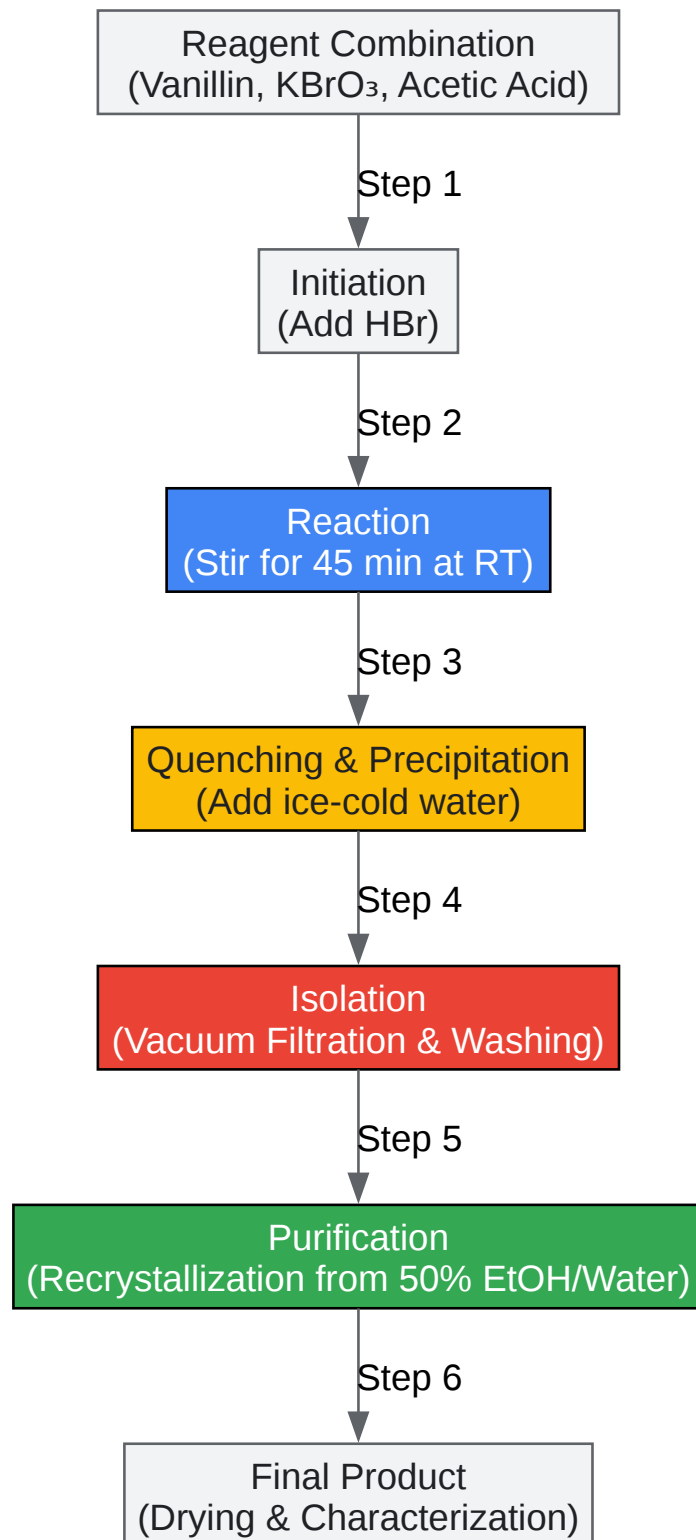 Reagent Combination
(Vanillin, KBrO₃, Acetic Acid)
Step 1
Initiation
(Add HBr)
Step 2
Reaction
(Stir for 45 min at RT)
Step 3
Quenching & Precipitation
(Add ice-cold water)
Step 4
Isolation
(Vacuum Filtration & Washing)
Step 5
Purification
(Recrystallization from 50% EtOH/Water)
Step 6
Final Product
(Drying & Characterization)